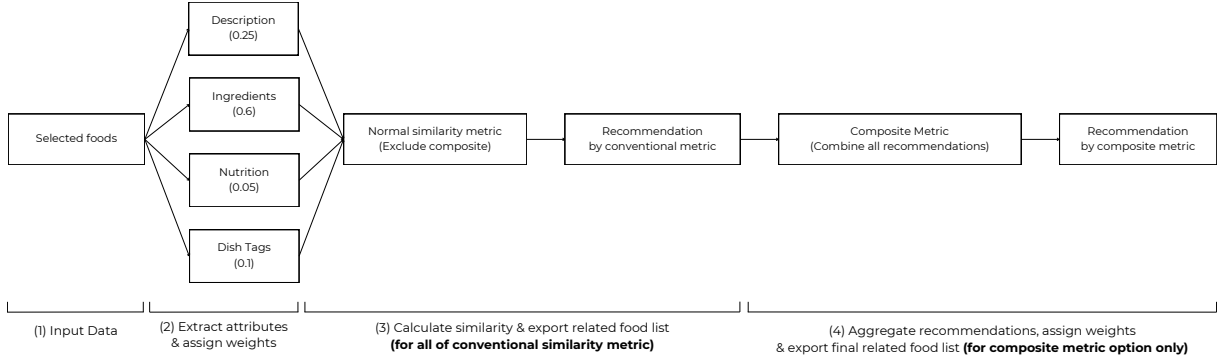 Description
(0.25)
Ingredients
(0.6)
Selected foods
Normal similarity metric
(Exclude composite)
Recommendation
by conventional metric
Composite Metric
(Combine all recommendations)
Recommendation
by composite metric
Nutrition
(0.05)
Dish Tags
(0.1)
(1) Input Data
(2) Extract attributes
& assign weights
(3) Calculate similarity & export related food list
(for all of conventional similarity metric)
(4) Aggregate recommendations, assign weights
& export final related food list (for composite metric option only)